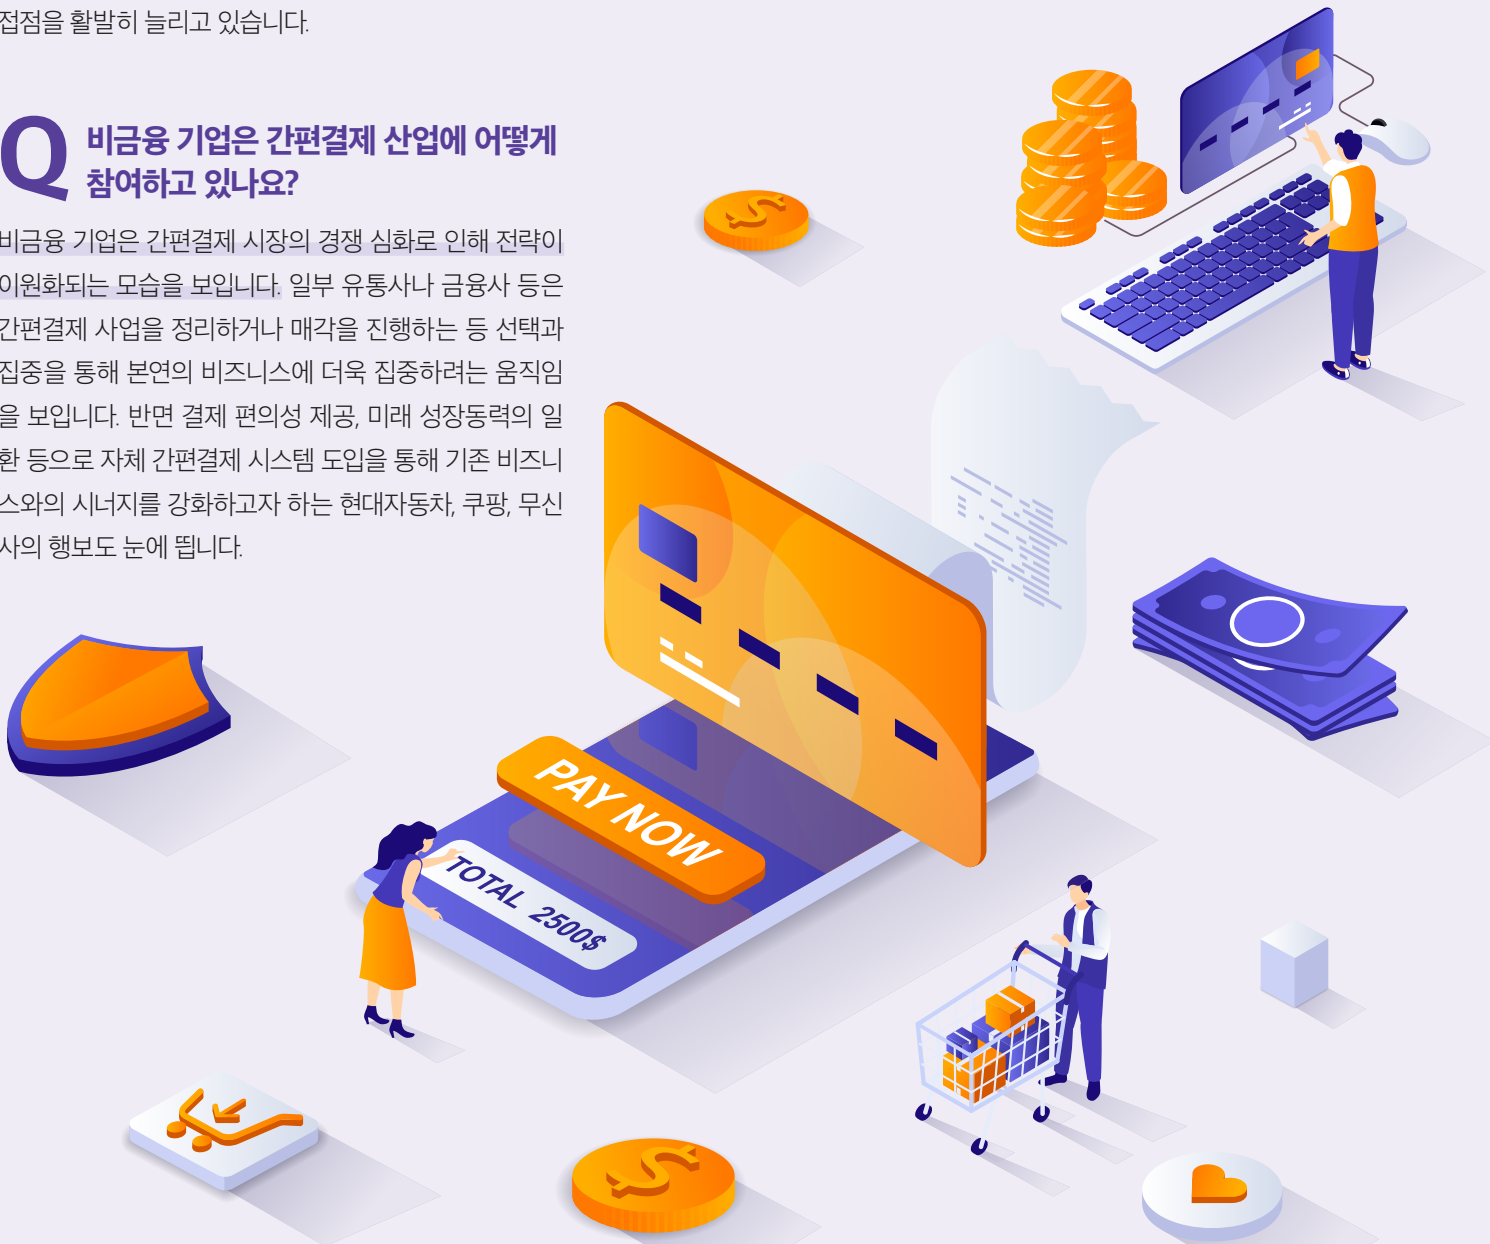 접점을 활발히 늘리고 있습니다.
Q 비금융 기업은 간편결제 산업에 어떻게
참여하고 있나요?
비금융 기업은 간편결제 시장의 경쟁 심화로 인해 전략이
이원화되는 모습을 보입니다. 일부 유통사나 금융사 등은
간편결제 사업을 정리하거나 매각을 진행하는 등 선택과
집중을 통해 본연의 비즈니스에 더욱 집중하려는 움직임
을 보입니다. 반면 결제 편의성 제공, 미래 성장동력의 일
환 등으로 자체 간편결제 시스템 도입을 통해 기존 비즈니
스와의 시너지를 강화하고자 하는 현대자동차, 쿠팡, 무신
사의 행보도 눈에 띕니다.
PAY NOW
TOTAL 2500$